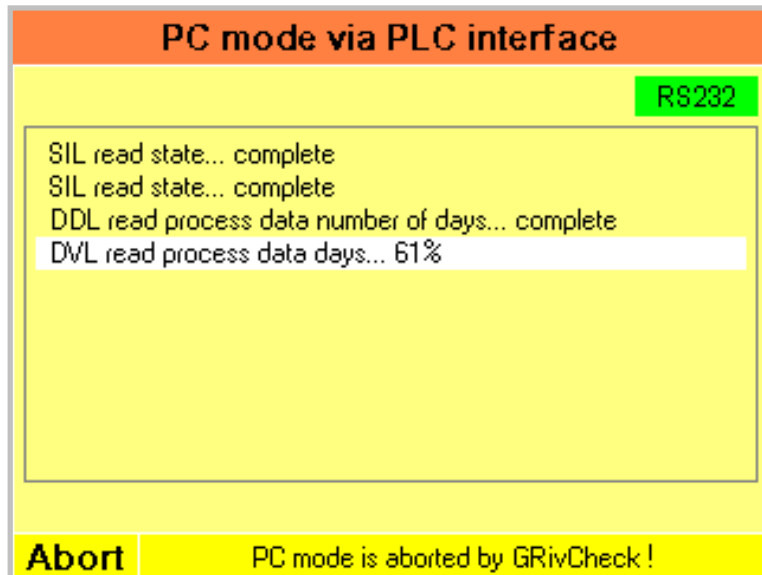 PC mode via PLC interface
RS232
SIL read state... complete
SIL read state... complete
DDL read process data number of days... complete
DVL read process data days... 61%
Abort
PC mode is aborted by GRivCheck !